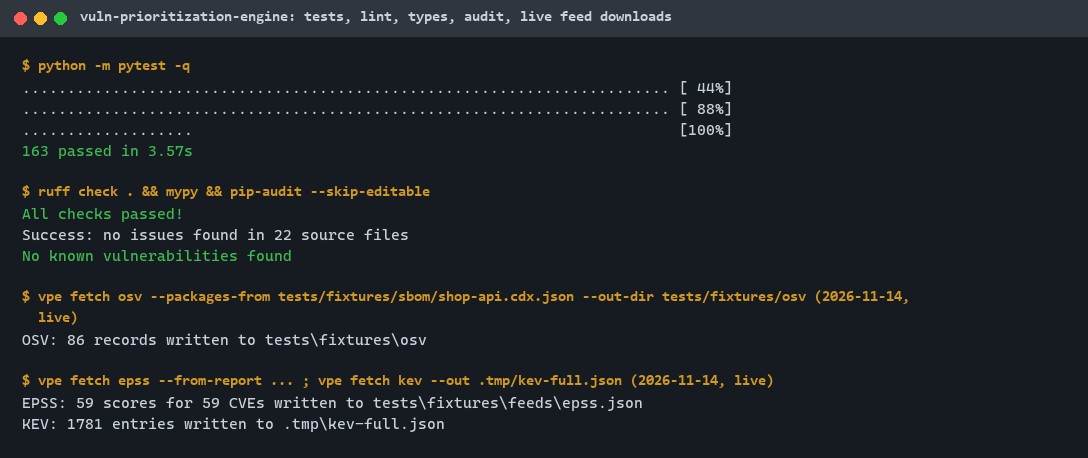 vuln-prioritization-engine: tests, lint, types, audit, live feed downloads
$ python -m pytest -q
........................................................................ [ 44%]
........................................................................ [ 88%]
................... [100%]
163 passed in 3.57s
$ ruff check . && mypy && pip-audit --skip-editable
All checks passed!
Success: no issues found in 22 source files
No known vulnerabilities found
$ vpe fetch osv --packages-from tests/fixtures/sbom/shop-api.cdx.json --out-dir tests/fixtures/osv (2026-11-14,
live)
OSV: 86 records written to tests\fixtures\osv
$ vpe fetch epss --from-report ... ; vpe fetch kev --out .tmp/kev-full.json (2026-11-14, live)
EPSS: 59 scores for 59 CVEs written to tests\fixtures\feeds\epss.json
KEV: 1781 entries written to .tmp\kev-full.json